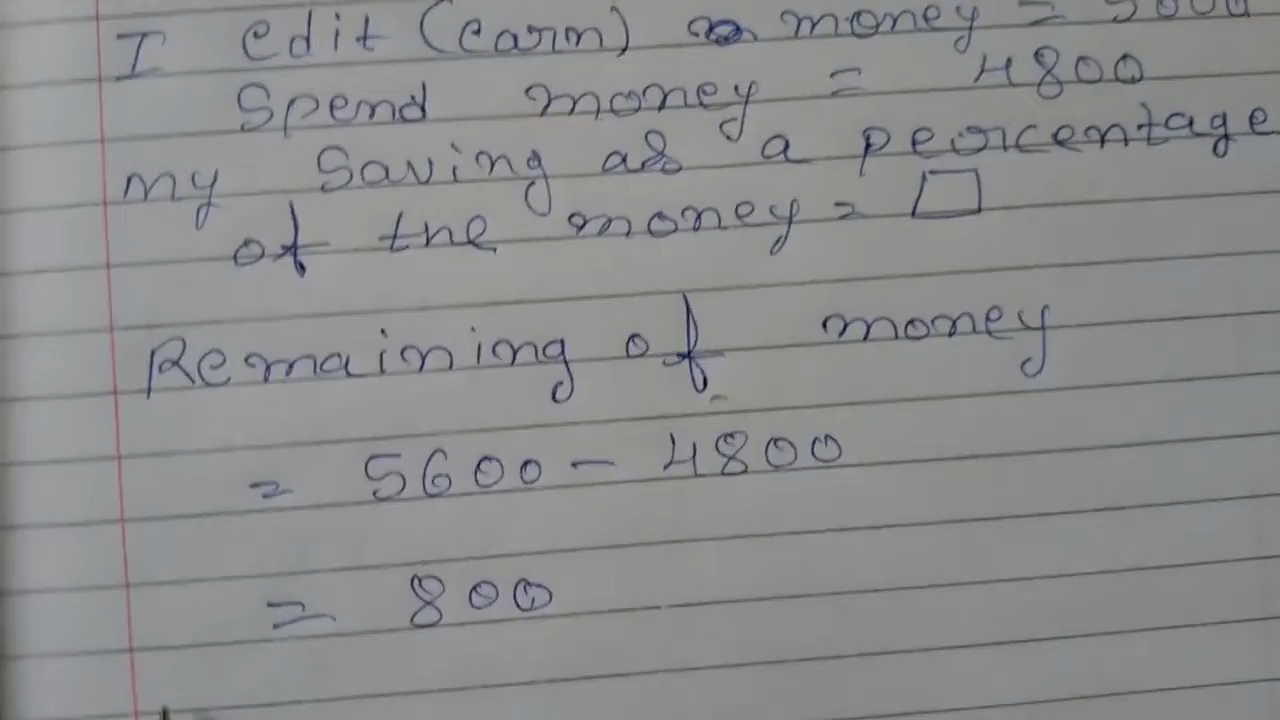 I edit (earn) money = 5600
Spend money = 4800
my Saving as a percentage
of the money = □
Remaining of money
= 5600 - 4800
= 800